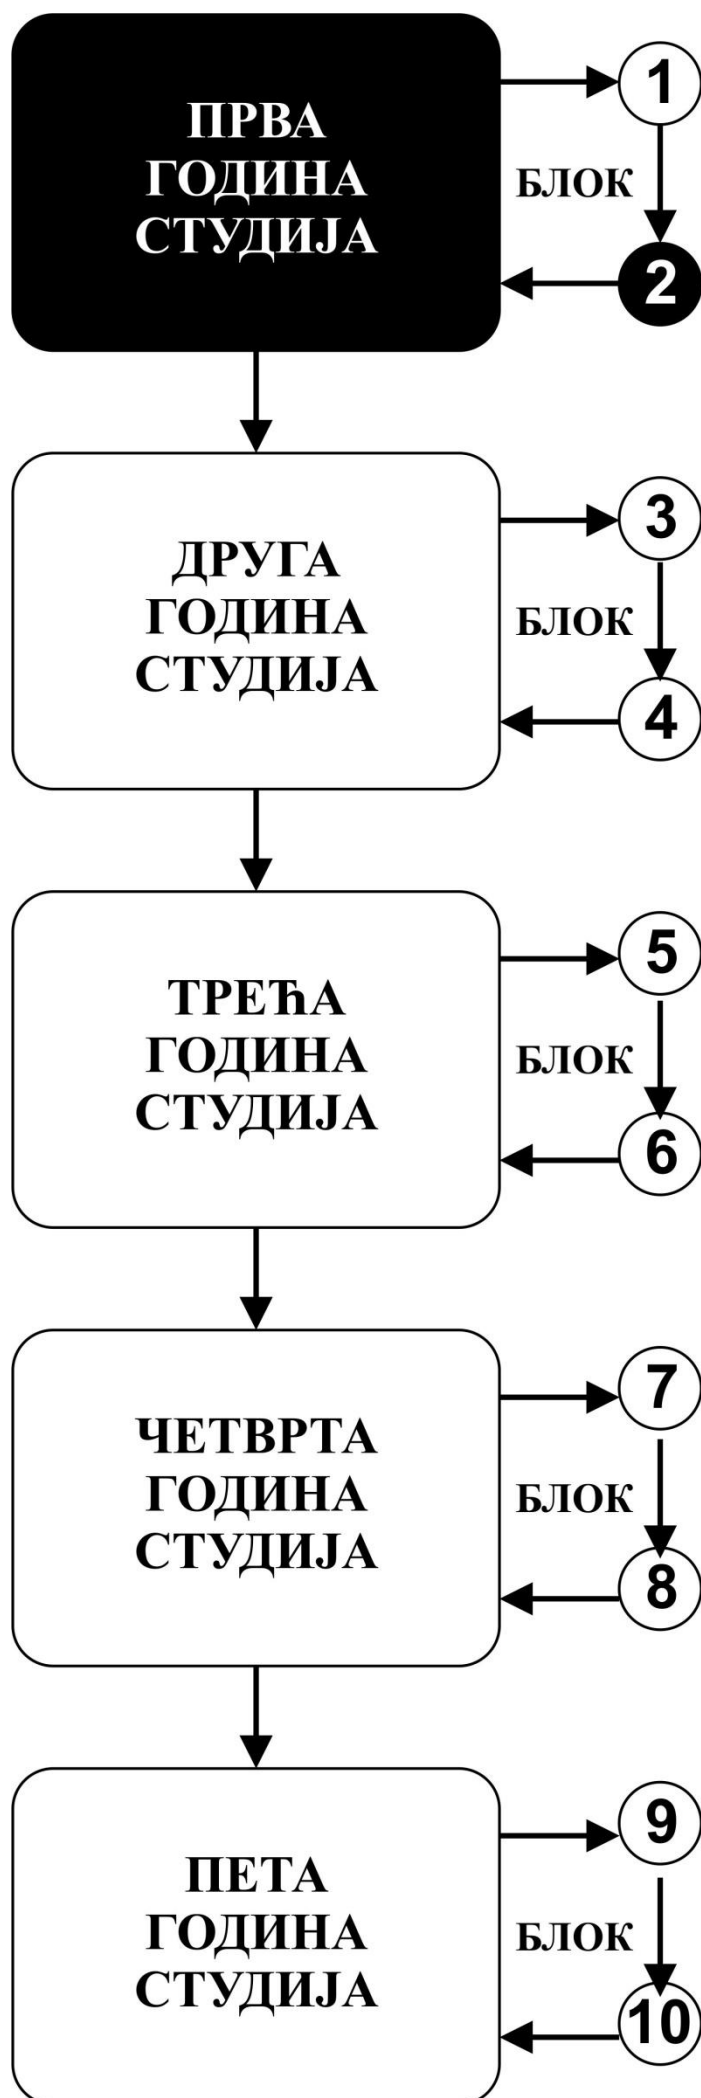 ПРВА
ГОДИНА
СТУДИЈА
1
БЛОК
2
ДРУГА
ГОДИНА
СТУДИЈА
3
БЛОК
4
ТРЕЋА
ГОДИНА
СТУДИЈА
5
БЛОК
6
ЧЕТВРТА
ГОДИНА
СТУДИЈА
7
БЛОК
8
ПЕТА
ГОДИНА
СТУДИЈА
9
БЛОК
10